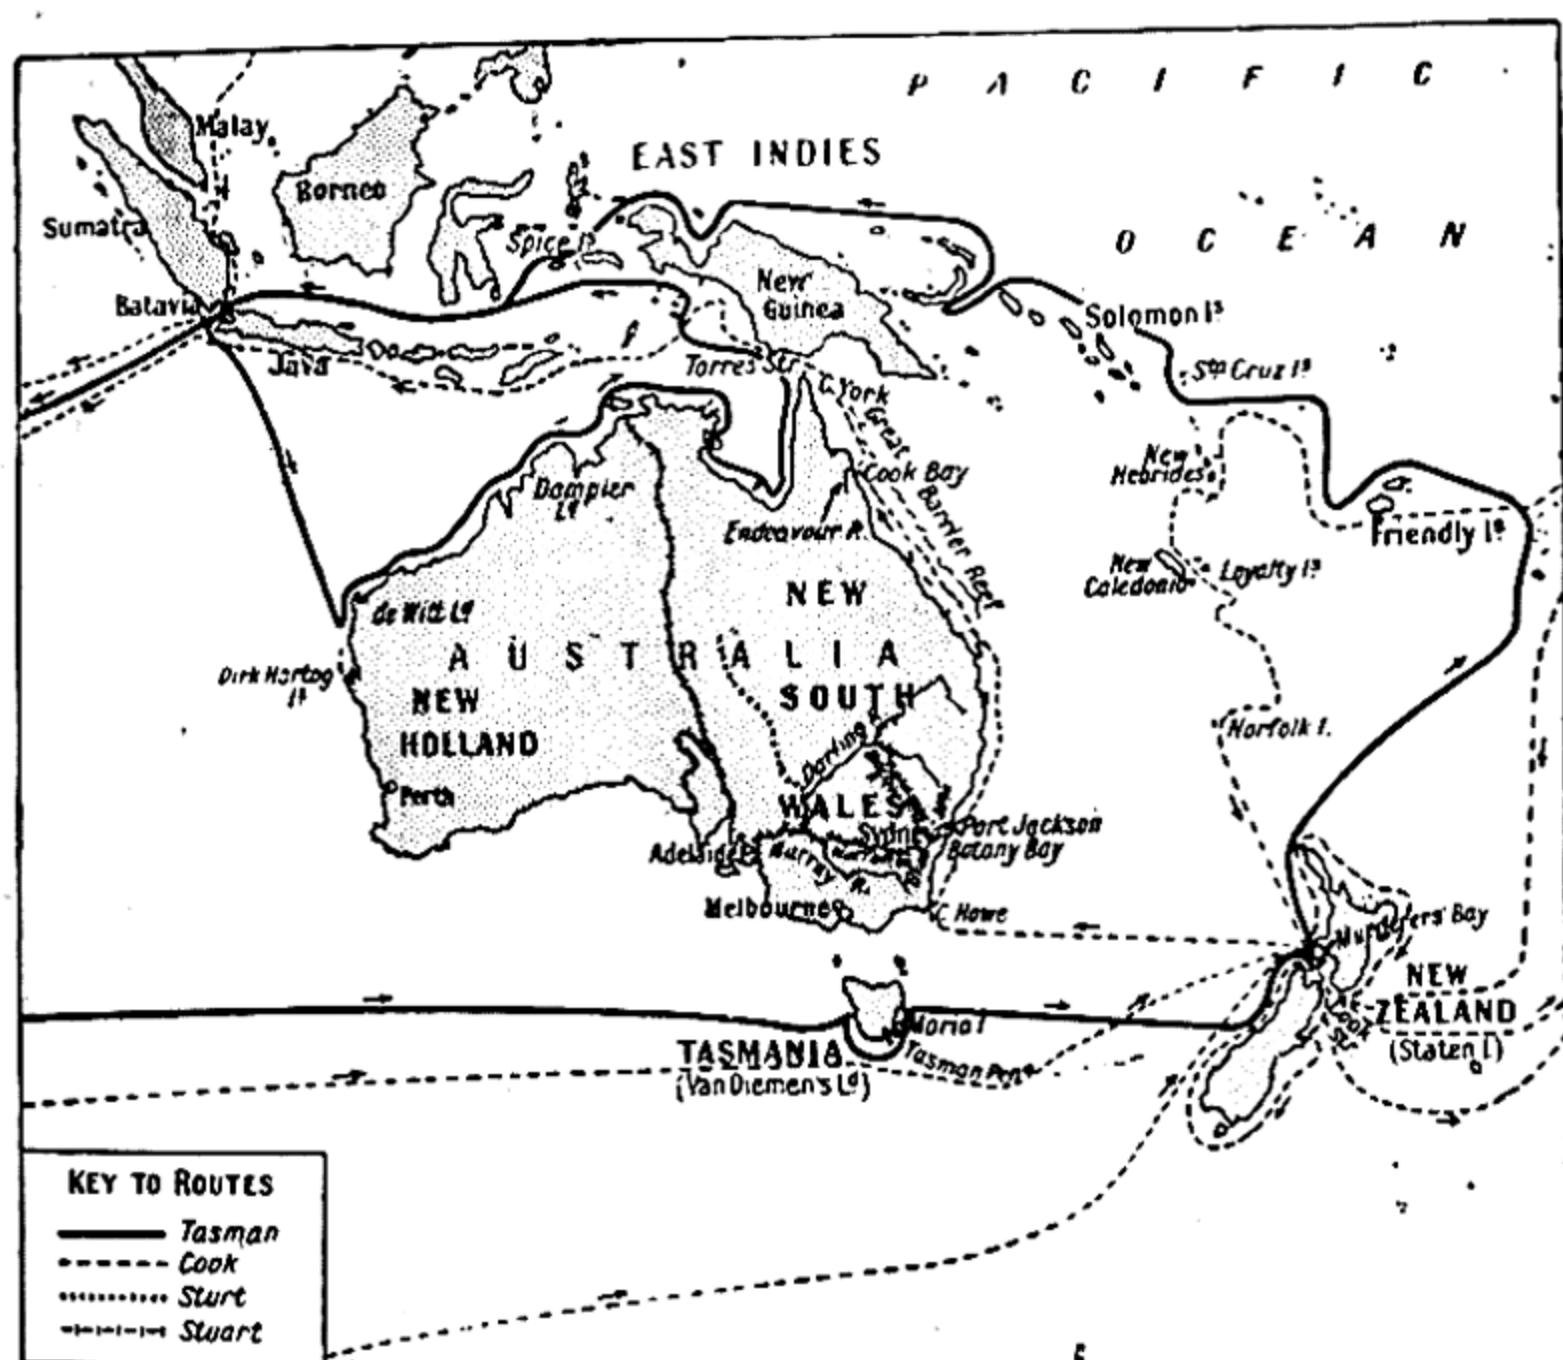 PACIFIC
OCEAN
EAST INDIES
Malay
Borneo
Sumatra
Spice Is
Batavia
Java
New
Guinea
Solomon Is
Sta Cruz Is
Torres Str.
C. York
Great Barrier Reef
Cook Bay
Endeavour R.
New
Hebrides
Friendly Is
New
Caledonia
Loyalty Is
Dampier
Ld
de Witt Ld
Dirk Hartog
Is
AUSTRALIA
NEW
HOLLAND
NEW
SOUTH
WALES
Norfolk I.
Darling R.
Perth
Sydney
Port Jackson
Botany Bay
Adelaide
Murray R.
Melbourne
C. Howe
Murderers' Bay
NEW
ZEALAND
(Staten I)
Cook
Str
Maria I
Tasman Pena
TASMANIA
(Van Diemen's Ld)
KEY TO ROUTES
Tasman
Cook
Sturt
Stuart